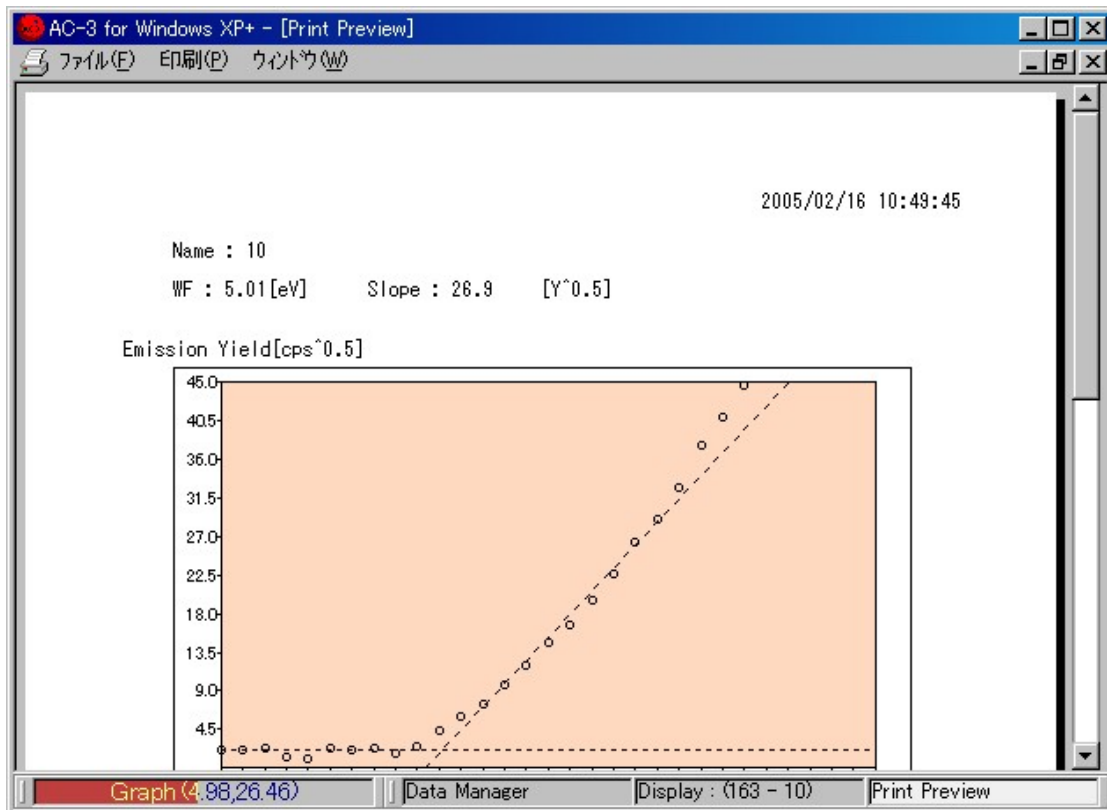 AC-3 for Windows XP+ - [Print Preview]
ファイル(F) 印刷(P) ウィンドウ(W)
2005/02/16 10:49:45
Name : 10
WF : 5.01[eV] Slope : 26.9 [Y^0.5]
Emission Yield[cps^0.5]
45.0
40.5
36.0
31.5
27.0
22.5
18.0
13.5
9.0
4.5
Graph (4.98,26.46) Data Manager Display : (163 - 10) Print Preview